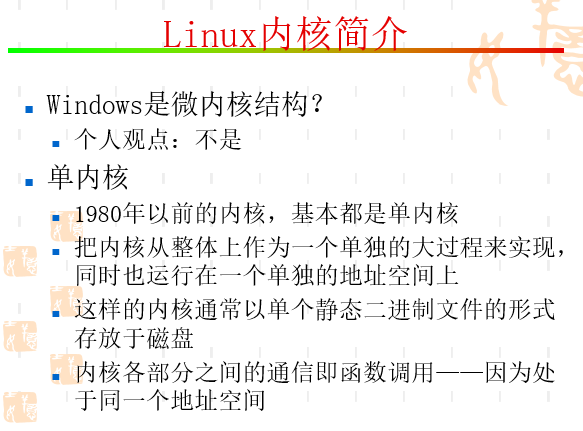 Linux内核简介
Windows是微内核结构？
个人观点：不是
单内核
1980年以前的内核，基本都是单内核
把内核从整体上作为一个单独的大过程来实现，
同时也运行在一个单独的地址空间上
这样的内核通常以单个静态二进制文件的形式
存放于磁盘
内核各部分之间的通信即函数调用——因为处
于同一个地址空间